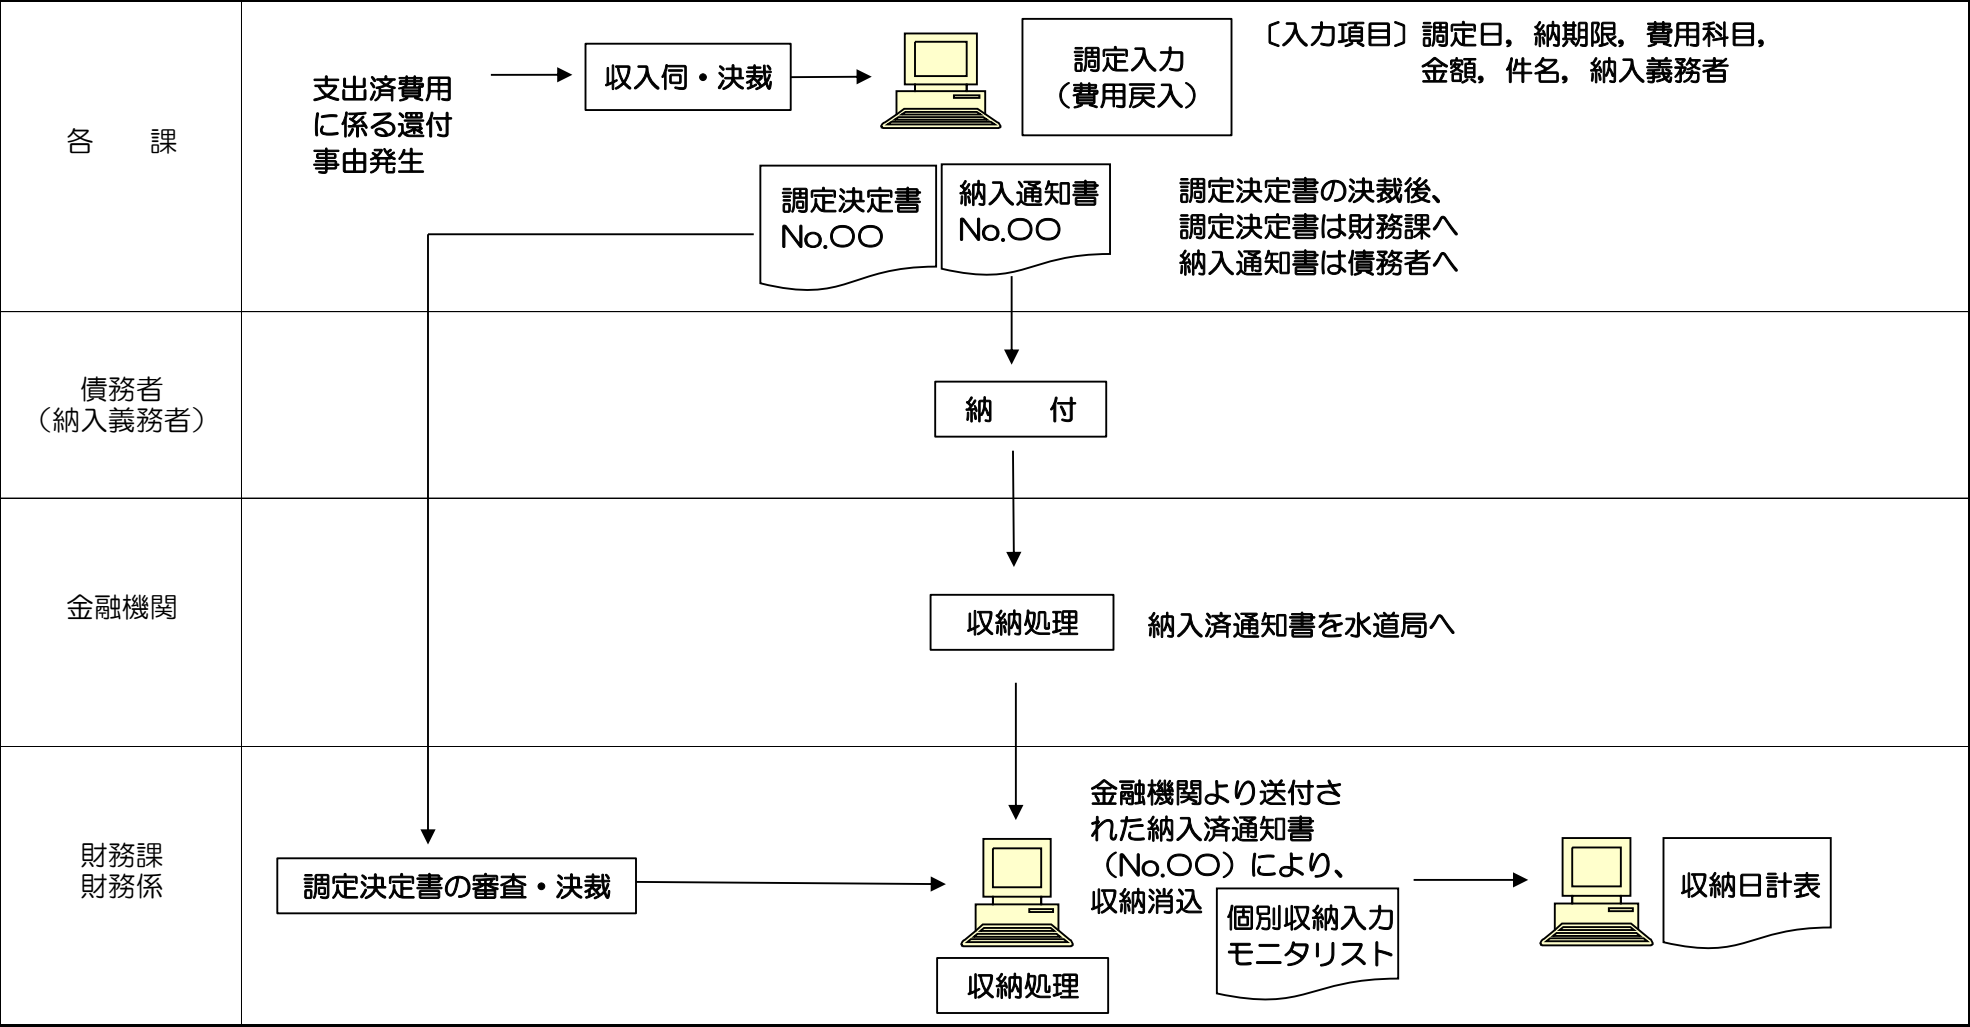 各　　課
支出済費用
に係る還付
事由発生
収入伺・決裁
調定入力
（費用戻入）
〔入力項目〕調定日，納期限，費用科目，
金額，件名，納入義務者
調定決定書
No.〇〇
納入通知書
No.〇〇
調定決定書の決裁後、
調定決定書は財務課へ
納入通知書は債務者へ
債務者
（納入義務者）
納　　付
金融機関
収納処理
納入済通知書を水道局へ
財務課
財務係
調定決定書の審査・決裁
収納処理
金融機関より送付さ
れた納入済通知書
（No.〇〇）により、
収納消込
個別収納入力
モニタリスト
収納日計表